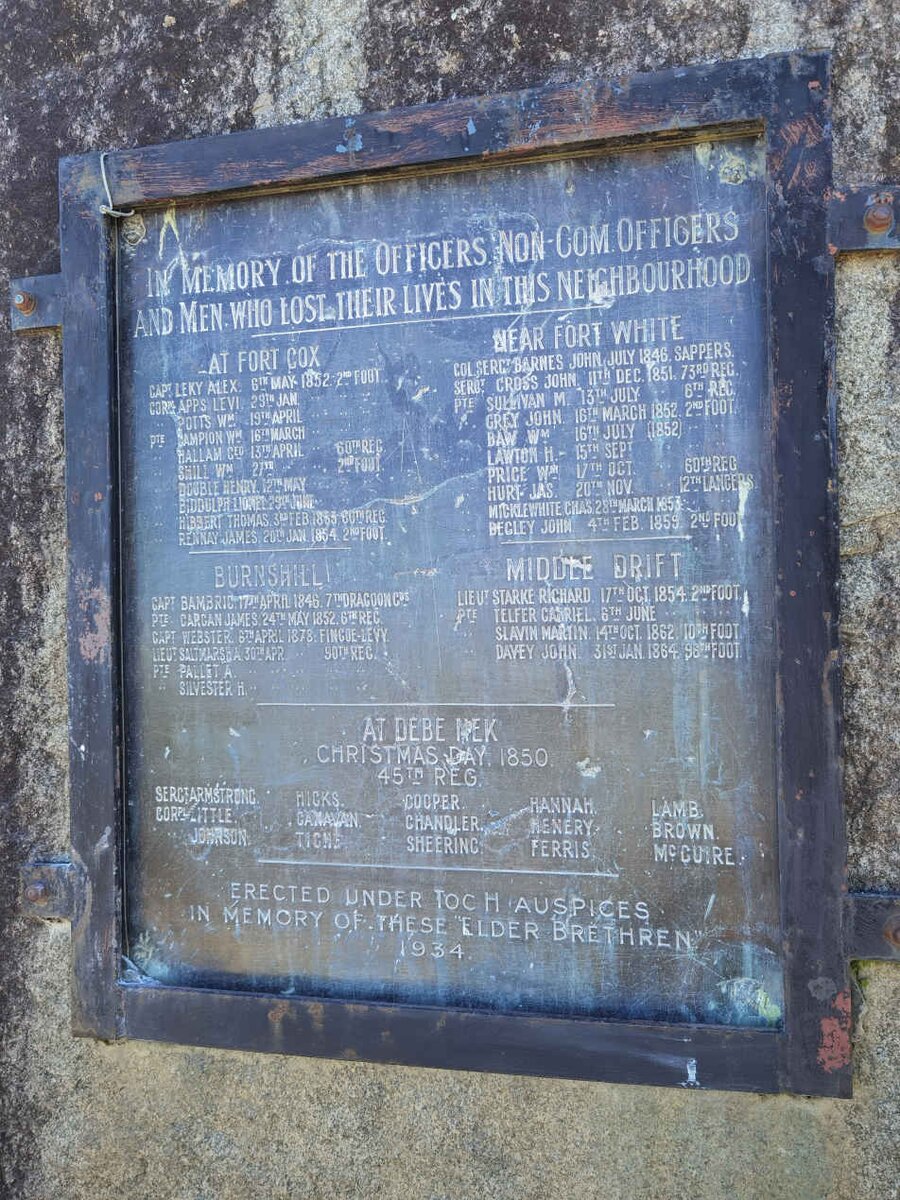 IN MEMORY OF THE OFFICERS NON-COM. OFFICERS
AND MEN WHO LOST THEIR LIVES IN THIS NEIGHBOURHOOD
AT FORT COX
CAPT LEKY ALEX. 6TH MAY 1852. 2ND FOOT
CORPL APPS LEVI. 29TH JAN.
POTTS WM 19TH APRIL
PTE SAMPION WM 16TH MARCH
HALLAM GEO 13TH APRIL 60TH REG
SHILL WM 27TH 2ND FOOT.
DOUBLE HENRY. 12TH MAY
BIDDOLPH LIONEL. JUNE
HIBBERT THOMAS. 3RD FEB 1853 60TH REG.
RENNAY JAMES. 20TH JAN 1854. 2ND FOOT.
NEAR FORT WHITE
COL SERGT BARNES JOHN. JULY 1846. SAPPERS.
SERGT CROSS JOHN. 11TH DEC. 1851. 73RD REG.
PTE SULLIVAN M. 13TH JULY 6TH REG.
GREY JOHN 16TH MARCH 1852. 2ND FOOT.
BAW WM 16TH JULY (1852)
LAWTON H. 15TH SEPT
PRICE WM 17TH OCT. 60TH REG
HURT JAS. 20TH NOV. 12TH LANCERS
MICKLEWHITE CHAS 28TH MARCH 1853.
BEGLEY JOHN 4TH FEB. 1859. 2ND FOOT
BURNSHILL
CAPT BAMBRIC 17TH APRIL 1846. 7TH DRAGOON GDS
PTE. GARGAN JAMES 24TH MAY 1852. 6TH REG.
CAPT WEBSTER. 6TH APRIL 1878. FINGOE-LEVY.
LIEUT SALTMARSH A. 30TH APR. 90TH REG.
PTE PALLET A.
SILVESTER H.
MIDDLE DRIFT
LIEUT STARKE RICHARD. 17TH OCT. 1854. 2ND FOOT.
PTE TELFER GABRIEL. 6TH JUNE
SLAVIN MARTIN. 14TH OCT. 1862. 10TH FOOT
DAVEY JOHN. 31ST JAN. 1864. 98TH FOOT.
AT DEBE NEK
CHRISTMAS DAY. 1850.
45TH REG.
SERGT ARMSTRONG. HICKS. COOPER. HANNAH. LAMB.
CORPL LITTLE. CANAVAN. CHANDLER. HENERY. BROWN.
JOHNSON. TIGHE SHEERING. FERRIS. MCGUIRE.
ERECTED UNDER TOC H AUSPICES
IN MEMORY OF THESE "ELDER BRETHREN"
1934.